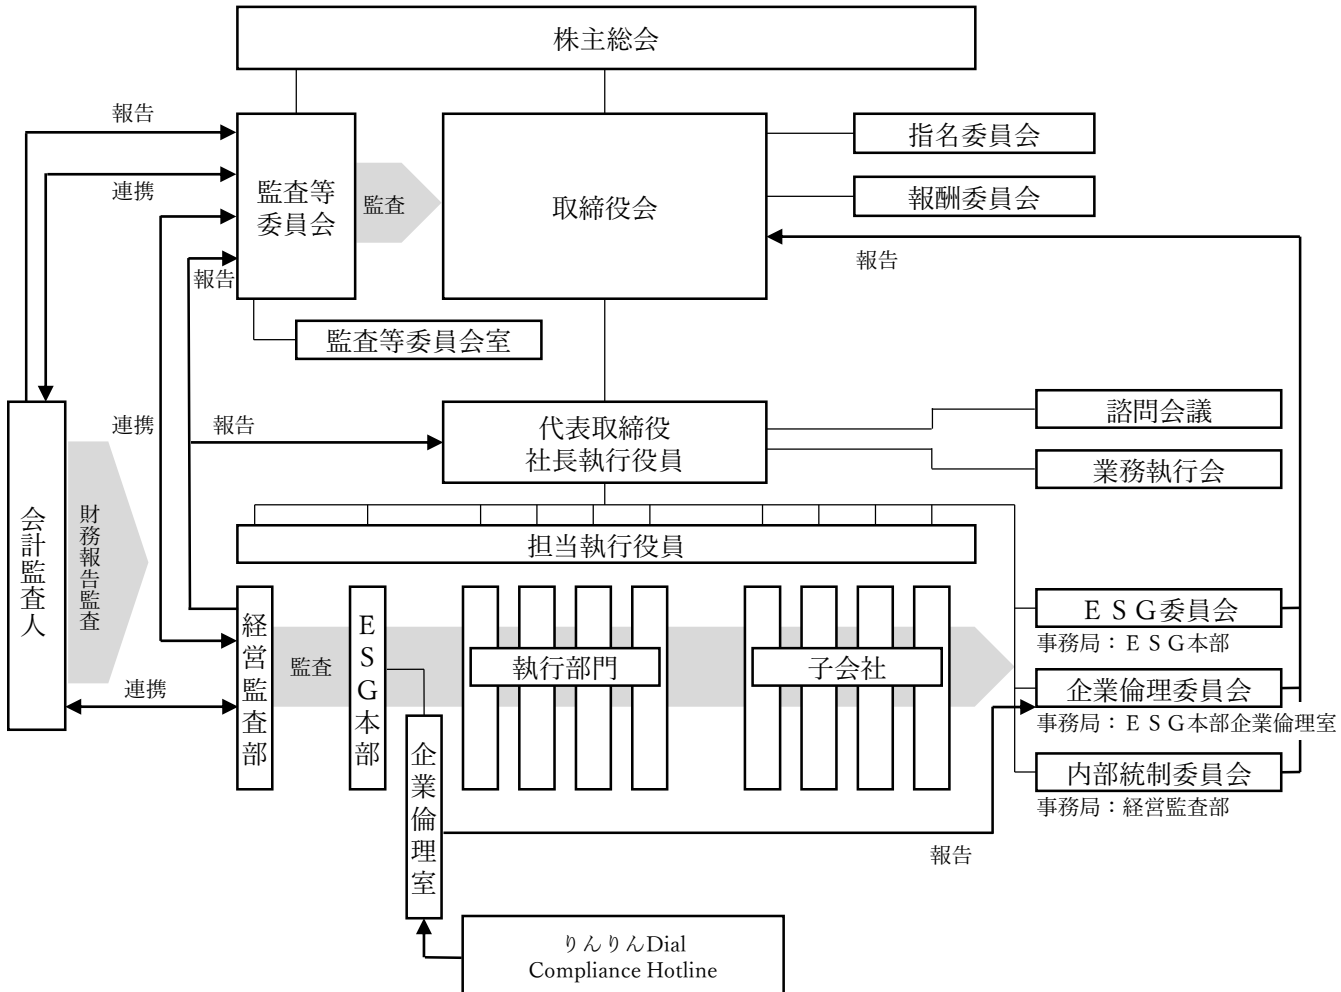 株主総会
報告
連携
報告
監査等
委員会
監査
取締役会
指名委員会
報酬委員会
報告
監査等委員会室
連携
報告
代表取締役
社長執行役員
諮問会議
業務執行会
会計監査人
財務報告監査
担当執行役員
連携
経営監査部
監査
ESG本部
執行部門
子会社
ESG委員会
事務局：ESG本部
企業倫理委員会
事務局：ESG本部企業倫理室
内部統制委員会
事務局：経営監査部
企業倫理室
報告
りんりんDial
Compliance Hotline